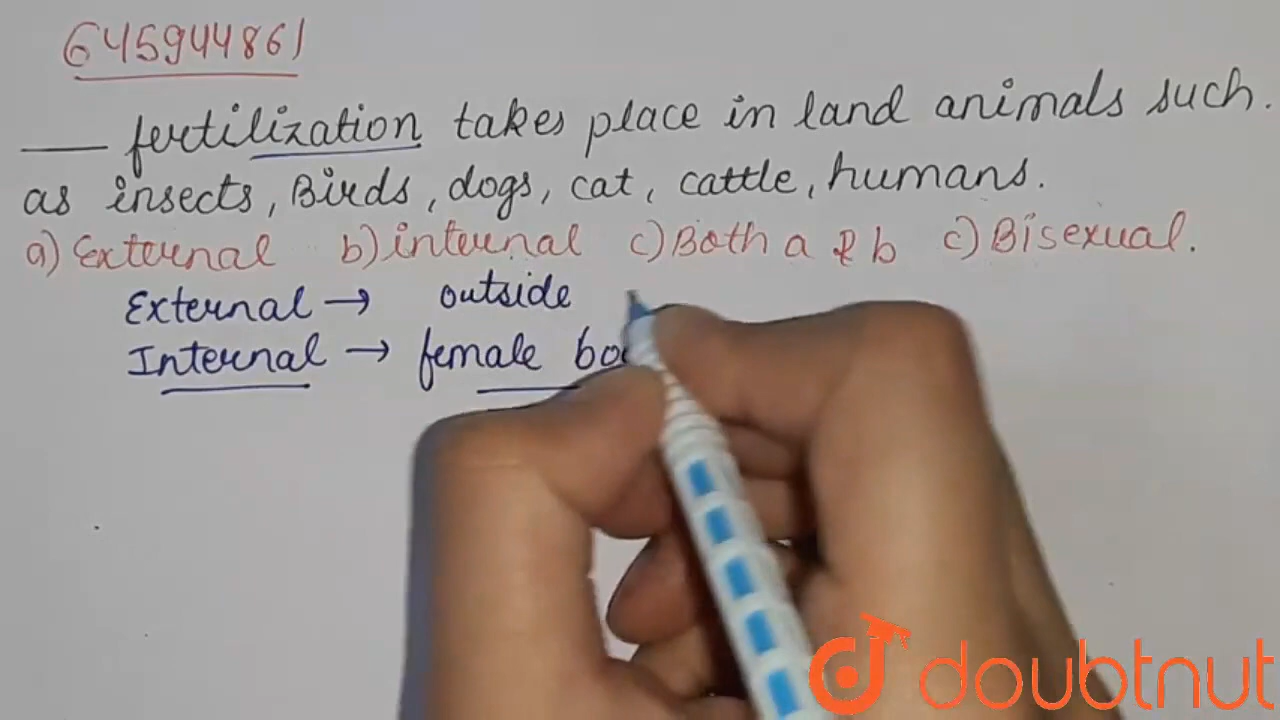 645944861
___ fertilization takes place in land animals such.
as insects, Birds, dogs, cat, cattle, humans.
a) External b) internal c) Both a & b c) Bisexual.
External → outside
Internal → female
doubtnut